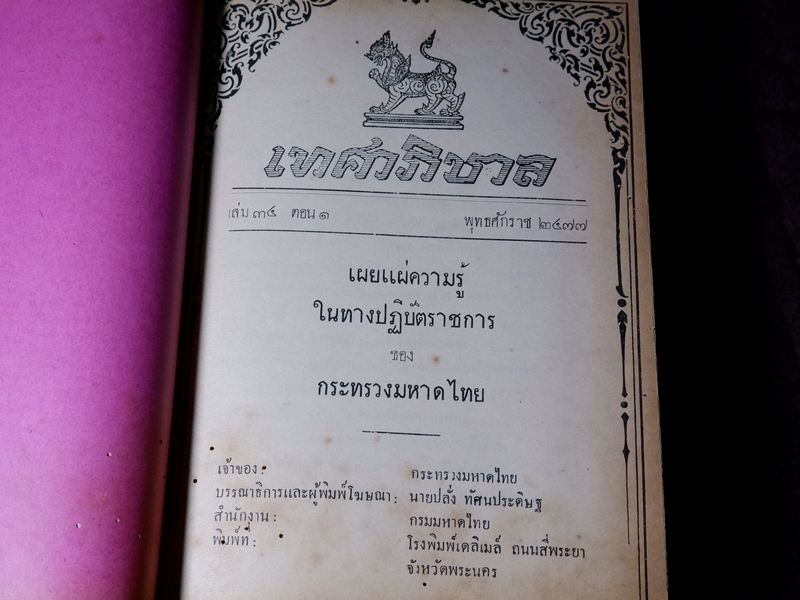 เทศาภิบาล
เล่ม ๓๔ ตอน ๑ พุทธศักราช ๒๔๗๗
เผยแผ่ความรู้
ในทางปฏิบัติราชการ
ของ
กระทรวงมหาดไทย
เจ้าของ : กระทรวงมหาดไทย
บรรณาธิการและผู้พิมพ์โฆษณา : นายปลั่ง ทัศนประดิษฐ
สำนักงาน : กรมมหาดไทย
พิมพ์ที่ : โรงพิมพ์เดลิเมล์ ถนนสี่พระยา
จังหวัดพระนคร